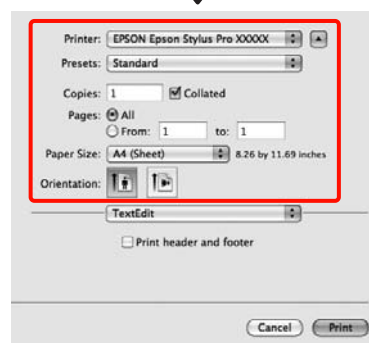 Printer: EPSON Epson Stylus Pro XXXXX
Presets: Standard
Copies: 1 Collated
Pages: All
From: 1 to: 1
Paper Size: A4 (Sheet) 8.26 by 11.69 inches
Orientation:
TextEdit
Print header and footer
Cancel Print